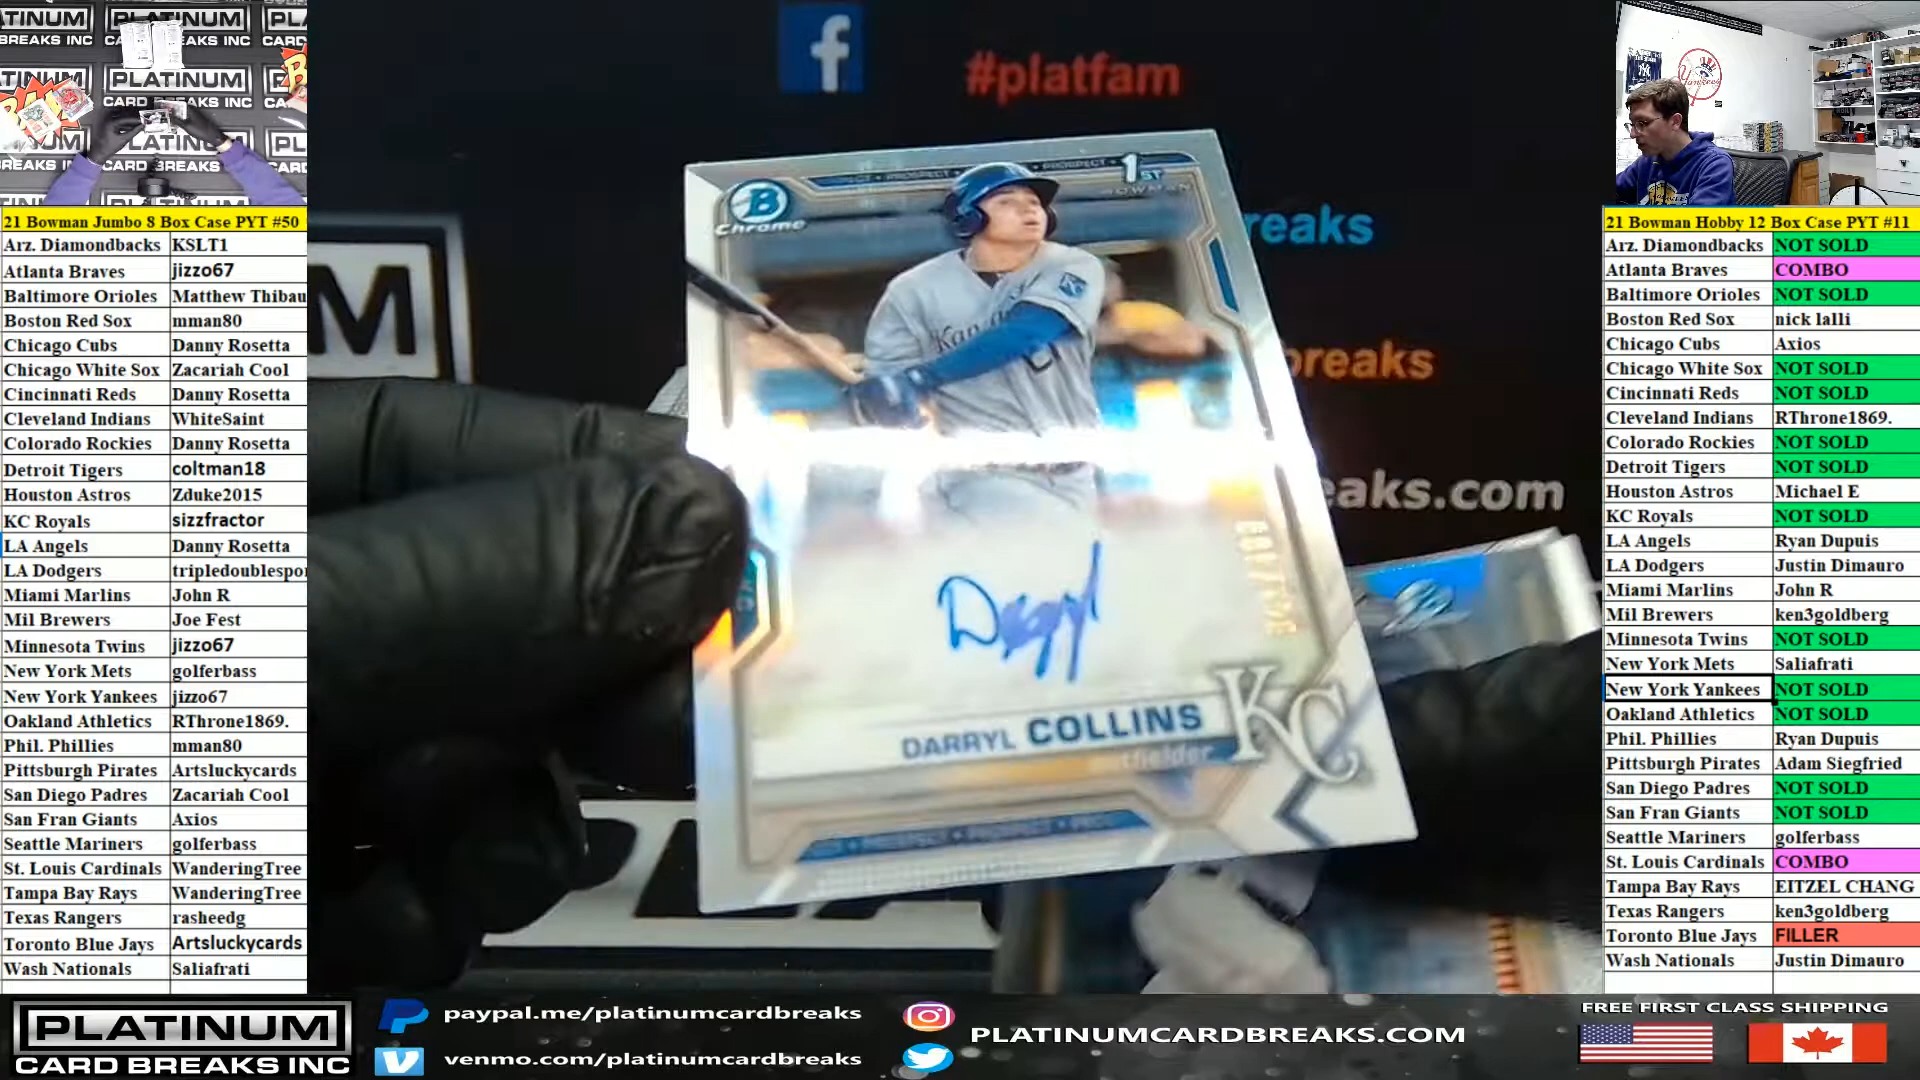 PLATINUM
CARD BREAKS INC
#platfam
reaks
breaks
eaks.com
1ST
BOWMAN
PROSPECT
B
Chrome
Kan
Darryl
DARRYL COLLINS
KC
21 Bowman Jumbo 8 Box Case PYT #50
Arz. Diamondbacks KSLT1
Atlanta Braves jizzo67
Baltimore Orioles Matthew Thibau
Boston Red Sox mman80
Chicago Cubs Danny Rosetta
Chicago White Sox Zacariah Cool
Cincinnati Reds Danny Rosetta
Cleveland Indians WhiteSaint
Colorado Rockies Danny Rosetta
Detroit Tigers coltman18
Houston Astros Zduke2015
KC Royals sizzfractor
LA Angels Danny Rosetta
LA Dodgers tripledoublespor
Miami Marlins John R
Mil Brewers Joe Fest
Minnesota Twins jizzo67
New York Mets golferbass
New York Yankees jizzo67
Oakland Athletics RThrone1869.
Phil. Phillies mman80
Pittsburgh Pirates Artsluckycards
San Diego Padres Zacariah Cool
San Fran Giants Axios
Seattle Mariners golferbass
St. Louis Cardinals WanderingTree
Tampa Bay Rays WanderingTree
Texas Rangers rasheedg
Toronto Blue Jays Artsluckycards
Wash Nationals Saliafrati
21 Bowman Hobby 12 Box Case PYT #11
Arz. Diamondbacks NOT SOLD
Atlanta Braves COMBO
Baltimore Orioles NOT SOLD
Boston Red Sox nick lalli
Chicago Cubs Axios
Chicago White Sox NOT SOLD
Cincinnati Reds NOT SOLD
Cleveland Indians RThrone1869.
Colorado Rockies NOT SOLD
Detroit Tigers NOT SOLD
Houston Astros Michael E
KC Royals NOT SOLD
LA Angels Ryan Dupuis
LA Dodgers Justin Dimauro
Miami Marlins John R
Mil Brewers ken3goldberg
Minnesota Twins NOT SOLD
New York Mets Saliafrati
New York Yankees NOT SOLD
Oakland Athletics NOT SOLD
Phil. Phillies Ryan Dupuis
Pittsburgh Pirates Adam Siegfried
San Diego Padres NOT SOLD
San Fran Giants NOT SOLD
Seattle Mariners golferbass
St. Louis Cardinals COMBO
Tampa Bay Rays EITZEL CHANG
Texas Rangers ken3goldberg
Toronto Blue Jays FILLER
Wash Nationals Justin Dimauro
PLATINUM
CARD BREAKS INC
paypal.me/platinumcardbreaks
venmo.com/platinumcardbreaks
PLATINUMCARDBREAKS.COM
FREE FIRST CLASS SHIPPING